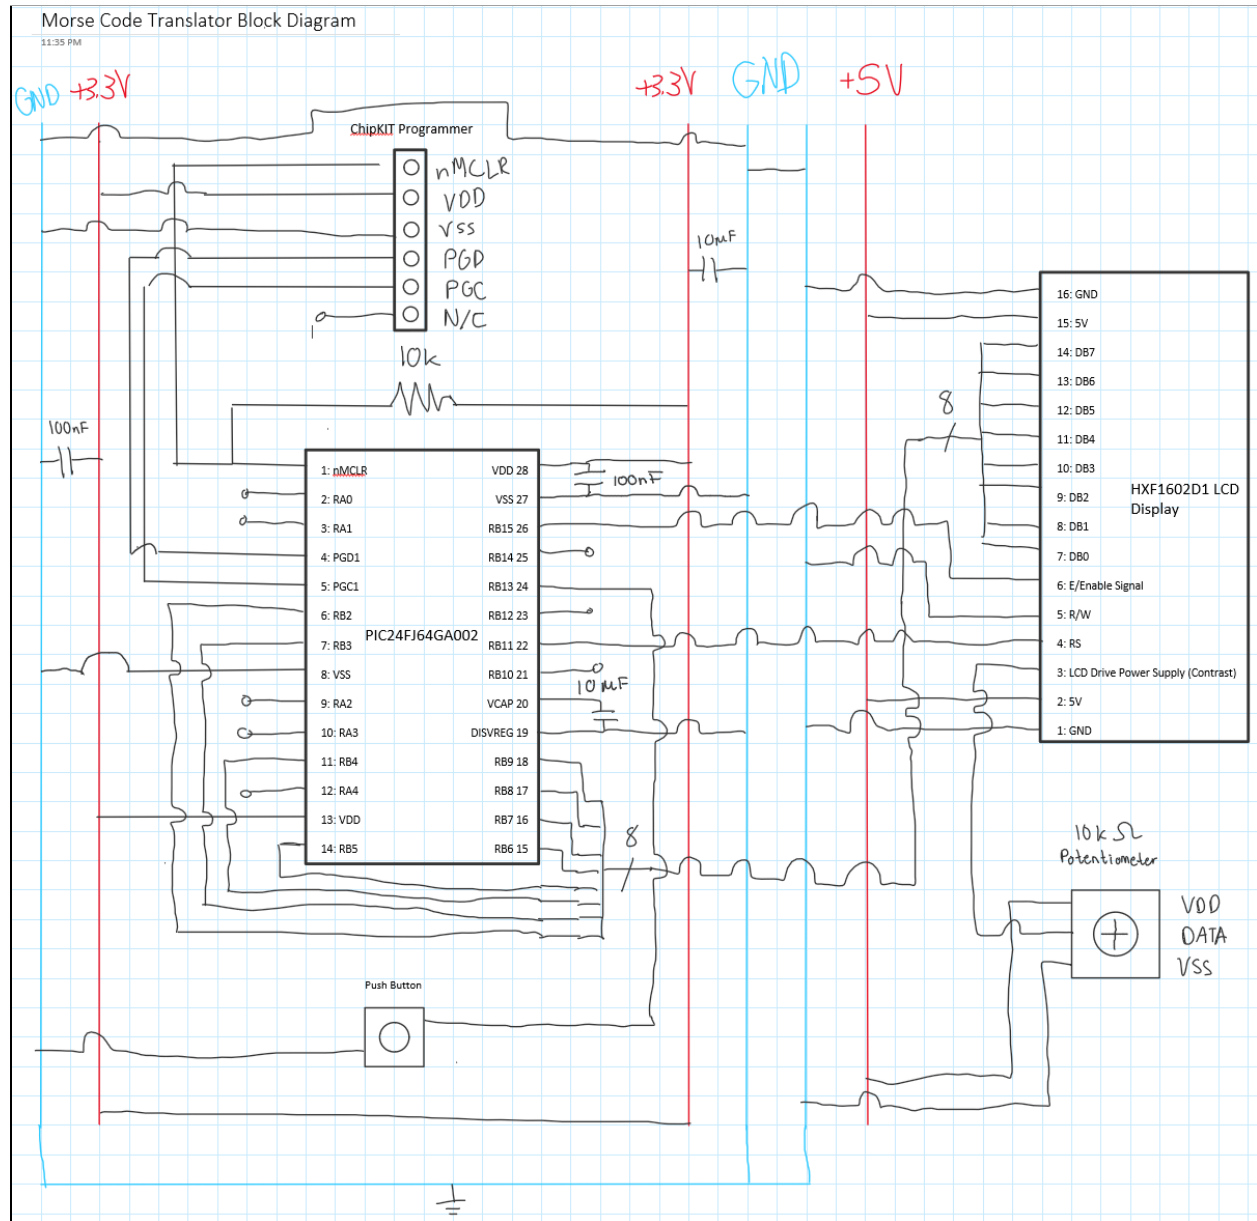 Morse Code Translator Block Diagram
11:35 PM
GND +3.3V
+3.3V GND +5V
ChipKIT Programmer
nMCLR
VDD
VSS
PGD
PGC
N/C
10µF
10k
100nF
1: nMCLR
2: RA0
3: RA1
4: PGD1
5: PGC1
6: RB2
7: RB3
8: VSS
9: RA2
10: RA3
11: RB4
12: RA4
13: VDD
14: RB5
PIC24FJ64GA002
VDD 28
VSS 27
RB15 26
RB14 25
RB13 24
RB12 23
RB11 22
RB10 21
VCAP 20
DISVREG 19
RB9 18
RB8 17
RB7 16
RB6 15
100nF
10µF
8
8
16: GND
15: 5V
14: DB7
13: DB6
12: DB5
11: DB4
10: DB3
9: DB2
8: DB1
7: DB0
6: E/Enable Signal
5: R/W
4: RS
3: LCD Drive Power Supply (Contrast)
2: 5V
1: GND
HXF1602D1 LCD
Display
10k Ω
Potentiometer
VDD
DATA
VSS
Push Button